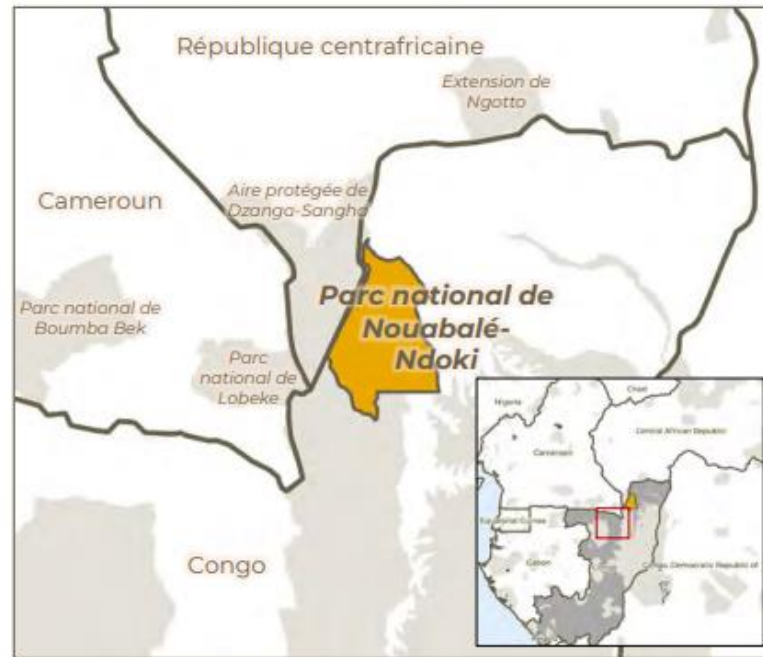 République centrafricaine
Extension de
Ngotto
Aire protégée de
Dzanga-Sangha
Cameroun
Parc national de
Nouabalé-
Ndoki
Parc national de
Boumba Bek
Parc
national de
Lobeke
Congo
Chad
Nigeria
Central African Republic
Cameroon
Equatorial Guinea
Gabon
Congo, Democratic Republic of